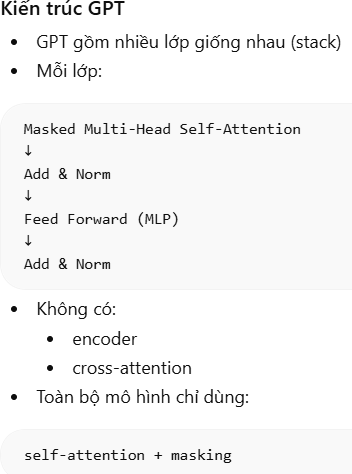 Kiến trúc GPT
• GPT gồm nhiều lớp giống nhau (stack)
• Mỗi lớp:
Masked Multi-Head Self-Attention
↓
Add & Norm
↓
Feed Forward (MLP)
↓
Add & Norm
• Không có:
• encoder
• cross-attention
• Toàn bộ mô hình chỉ dùng:
self-attention + masking